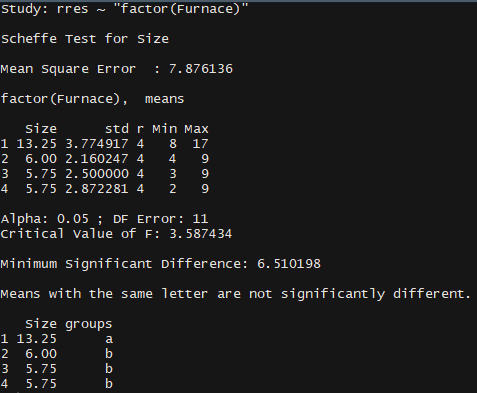 Study: rres ~ "factor(Furnace)"
Scheffe Test for Size
Mean Square Error  : 7.876136
factor(Furnace),  means
   Size      std r Min Max
1 13.25 3.774917 4   8  17
2  6.00 2.160247 4   4   9
3  5.75 2.500000 4   3   9
4  5.75 2.872281 4   2   9
Alpha: 0.05 ; DF Error: 11
Critical Value of F: 3.587434
Minimum Significant Difference: 6.510198
Means with the same letter are not significantly different.
   Size groups
1 13.25      a
2  6.00      b
3  5.75      b
4  5.75      b